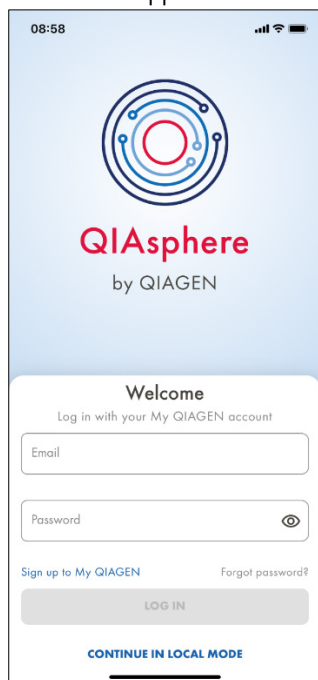 08:58
QIAsphere
by QIAGEN
Welcome
Log in with your My QIAGEN account
Email
Password
Sign up to My QIAGEN Forgot password?
LOG IN
CONTINUE IN LOCAL MODE